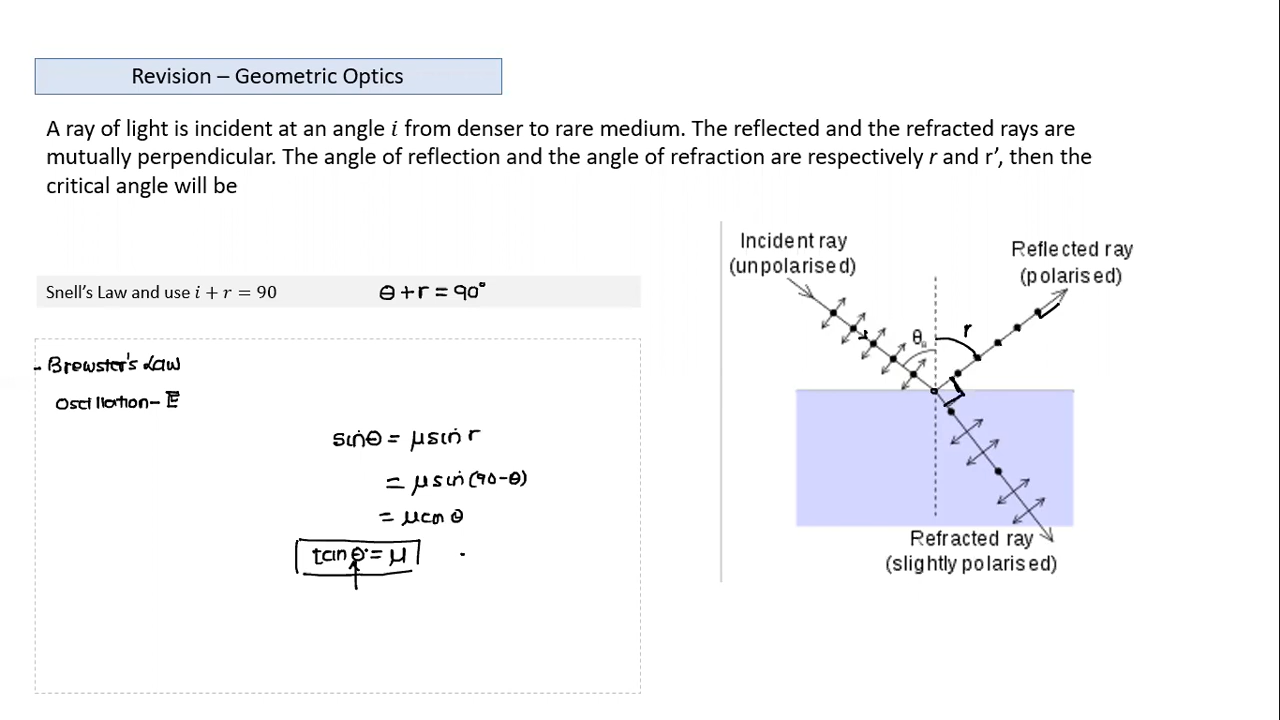 Revision – Geometric Optics
A ray of light is incident at an angle i from denser to rare medium. The reflected and the refracted rays are
mutually perpendicular. The angle of reflection and the angle of refraction are respectively r and r’, then the
critical angle will be
Snell’s Law and use i + r = 90
θ + r = 90°
- Brewster's Law
Oscillation - E̅
sinθ = μ sin r
= μ sin (90 - θ)
= μ cos θ
tan θ = μ
Incident ray
(unpolarised)
Reflected ray
(polarised)
θ
r
Refracted ray
(slightly polarised)